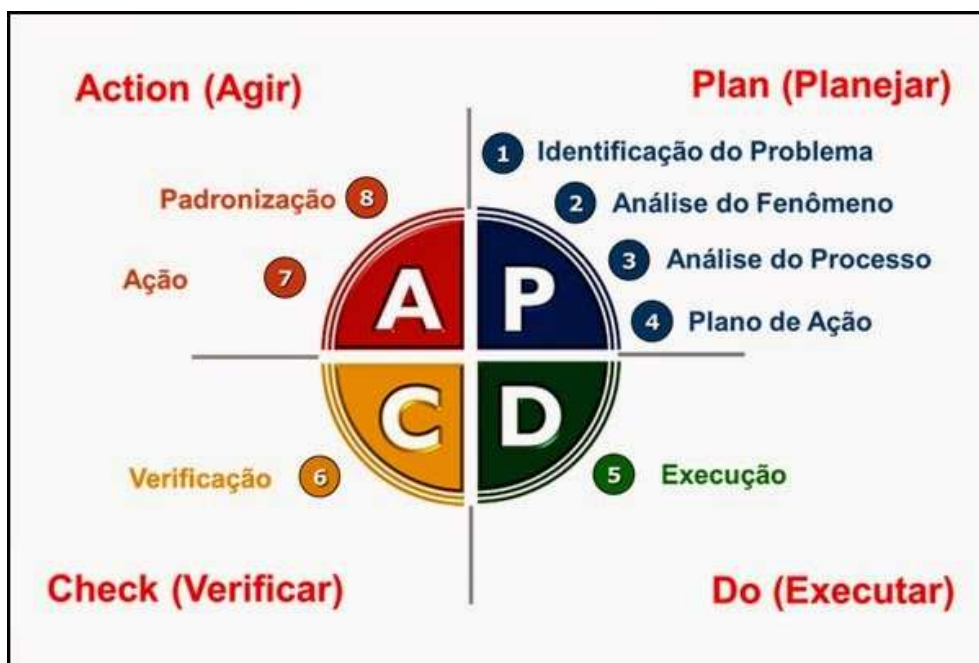 Action (Agir)
Plan (Planejar)
1 Identificação do Problema
Padronização 8
2 Análise do Fenômeno
3 Análise do Processo
Ação 7
4 Plano de Ação
A P
C D
Verificação 6
5 Execução
Check (Verificar)
Do (Executar)